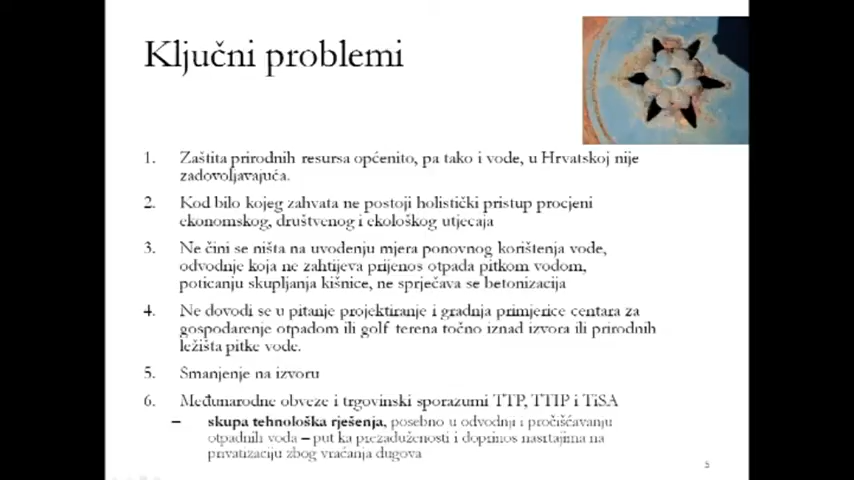 Ključni problemi
1. Zaštita prirodnih resursa općenito, pa tako i vode, u Hrvatskoj nije
zadovoljavajuća.
2. Kod bilo kojeg zahvata ne postoji holistički pristup procjeni
ekonomskog, društvenog i ekološkog utjecaja
3. Ne čini se ništa na uvođenju mjera ponovnog korištenja vode,
odvodnje koja ne zahtijeva prijenos otpada pitkom vodom,
poticanju skupljanja kišnice, ne sprječava se betonizacija
4. Ne dovodi se u pitanje projektiranje i gradnja primjerice centara za
gospodarenje otpadom ili golf terena točno iznad izvora ili prirodnih
ležišta pitke vode.
5. Smanjenje na izvoru
6. Međunarodne obveze i trgovinski sporazumi TTP, TTIP i TiSA
– skupa tehnološka rješenja, posebno u odvodnji i pročišćavanju
otpadnih voda – put ka prezaduženosti i doprinos nasrtajima na
privatizaciju zbog vraćanja dugova
5